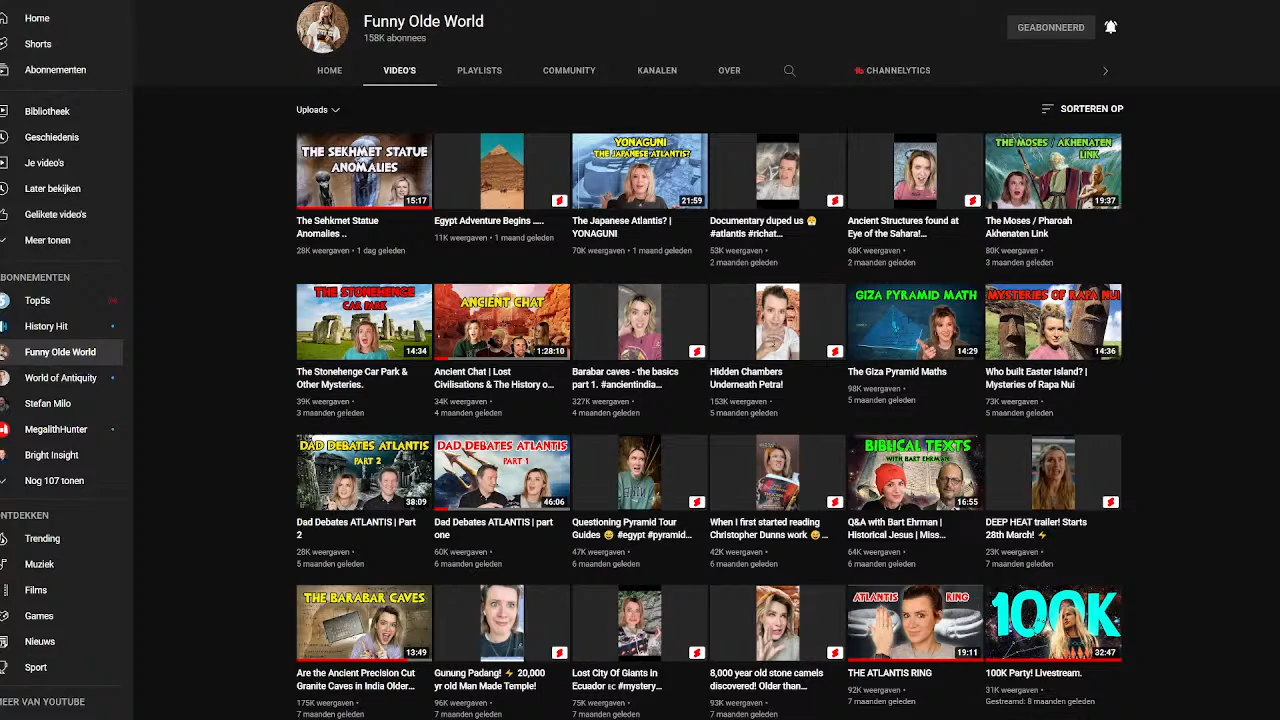 Home
Shorts
Abonnementen
Bibliotheek
Geschiedenis
Je video's
Later bekijken
Gelikete video's
Meer tonen
ABONNEMENTEN
Top50
History Hit
Funny Olde World
World of Antiquity
Stefan Milo
MegalithHunter
Bright Insight
Nog 107 tonen
NTDEKKEN
Trending
Muziek
Films
Games
Nieuws
Sport
MEER VAN YOUTUBE
Funny Olde World
158K abonnees
GEABONNEERD
HOME VIDEO'S PLAYLISTS COMMUNITY KANALEN OVER CHANNELYTICS
Uploads
SORTEREN OP
THE SEKHMET STATUE
ANOMALIES
15:17
The Sehkmet Statue
Anomalies ..
28K weergaven • 1 dag geleden
Egypt Adventure Begins .....
11K weergaven • 1 maand geleden
YONAGUNI
THE JAPANESE ATLANTIS?
21:59
The Japanese Atlantis? |
YONAGUNI
70K weergaven • 1 maand geleden
Documentary duped us 😤
#atlantis #richat...
53K weergaven •
2 maanden geleden
Ancient Structures found at
Eye of the Sahara!...
68K weergaven •
2 maanden geleden
THE MOSES / AKHENATEN
LINK
19:37
The Moses / Pharoah
Akhenaten Link
80K weergaven •
3 maanden geleden
THE STONEHENGE
CAR PARK
14:34
The Stonehenge Car Park &
Other Mysteries.
39K weergaven •
3 maanden geleden
ANCIENT CHAT
1:28:10
Ancient Chat | Lost
Civilisations & The History o...
34K weergaven •
4 maanden geleden
Barabar caves - the basics
part 1. #ancientindia...
327K weergaven •
4 maanden geleden
Hidden Chambers
Underneath Petra!
153K weergaven •
5 maanden geleden
GIZA PYRAMID MATH
14:29
The Giza Pyramid Maths
98K weergaven •
5 maanden geleden
MYSTERIES OF RAPA NUI
14:36
Who built Easter Island? |
Mysteries of Rapa Nui
73K weergaven •
5 maanden geleden
DAD DEBATES ATLANTIS
PART 2
38:09
Dad Debates ATLANTIS | Part
2
28K weergaven •
5 maanden geleden
DAD DEBATES ATLANTIS
PART 1
46:06
Dad Debates ATLANTIS | part
one
60K weergaven •
6 maanden geleden
Questioning Pyramid Tour
Guides 😅 #egypt #pyramid...
47K weergaven •
6 maanden geleden
When I first started reading
Christopher Dunns work 😆...
42K weergaven •
6 maanden geleden
BIBLICAL TEXTS
WITH BART EHRMAN
16:55
Q&A with Bart Ehrman |
Historical Jesus | Miss...
64K weergaven •
6 maanden geleden
DEEP HEAT trailer! Starts
28th March! ⚡
23K weergaven •
7 maanden geleden
THE BARABAR CAVES
13:49
Are the Ancient Precision Cut
Granite Caves in India Older...
175K weergaven •
7 maanden geleden
Gunung Padang! ⚡ 20,000
yr old Man Made Temple!
96K weergaven •
7 maanden geleden
Lost City Of Giants In
Ecuador 🇪🇨 #mystery...
75K weergaven •
7 maanden geleden
8,000 year old stone camels
discovered! Older than...
93K weergaven •
7 maanden geleden
ATLANTIS RING
19:11
THE ATLANTIS RING
92K weergaven •
7 maanden geleden
100K
32:47
100K Party! Livestream.
31K weergaven •
Gestreamd: 8 maanden geleden